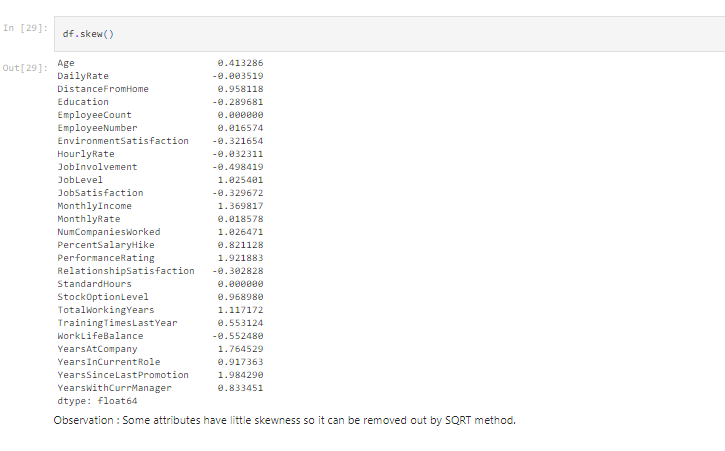 In [29]: df.skew()
Out[29]: Age 0.413286
DailyRate -0.003519
DistanceFromHome 0.958118
Education -0.289681
EmployeeCount 0.000000
EmployeeNumber 0.016574
EnvironmentSatisfaction -0.321654
HourlyRate -0.032311
JobInvolvement -0.498419
JobLevel 1.025401
JobSatisfaction -0.329672
MonthlyIncome 1.369817
MonthlyRate 0.018578
NumCompaniesWorked 1.026471
PercentSalaryHike 0.821128
PerformanceRating 1.921883
RelationshipSatisfaction -0.302828
StandardHours 0.000000
StockOptionLevel 0.968980
TotalWorkingYears 1.117172
TrainingTimesLastYear 0.553124
WorkLifeBalance -0.552480
YearsAtCompany 1.764529
YearsInCurrentRole 0.917363
YearsSinceLastPromotion 1.984290
YearsWithCurrManager 0.833451
dtype: float64
Observation : Some attributes have little skewness so it can be removed out by SQRT method.